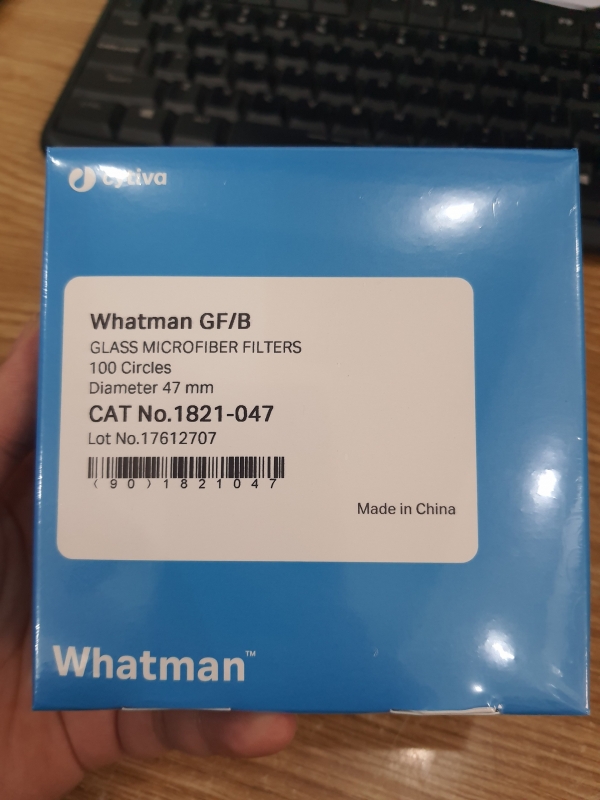 cytiva
Whatman GF/B
GLASS MICROFIBER FILTERS
100 Circles
Diameter 47 mm
CAT No.1821-047
Lot No.17612707
(90)1821047
Made in China
Whatman™